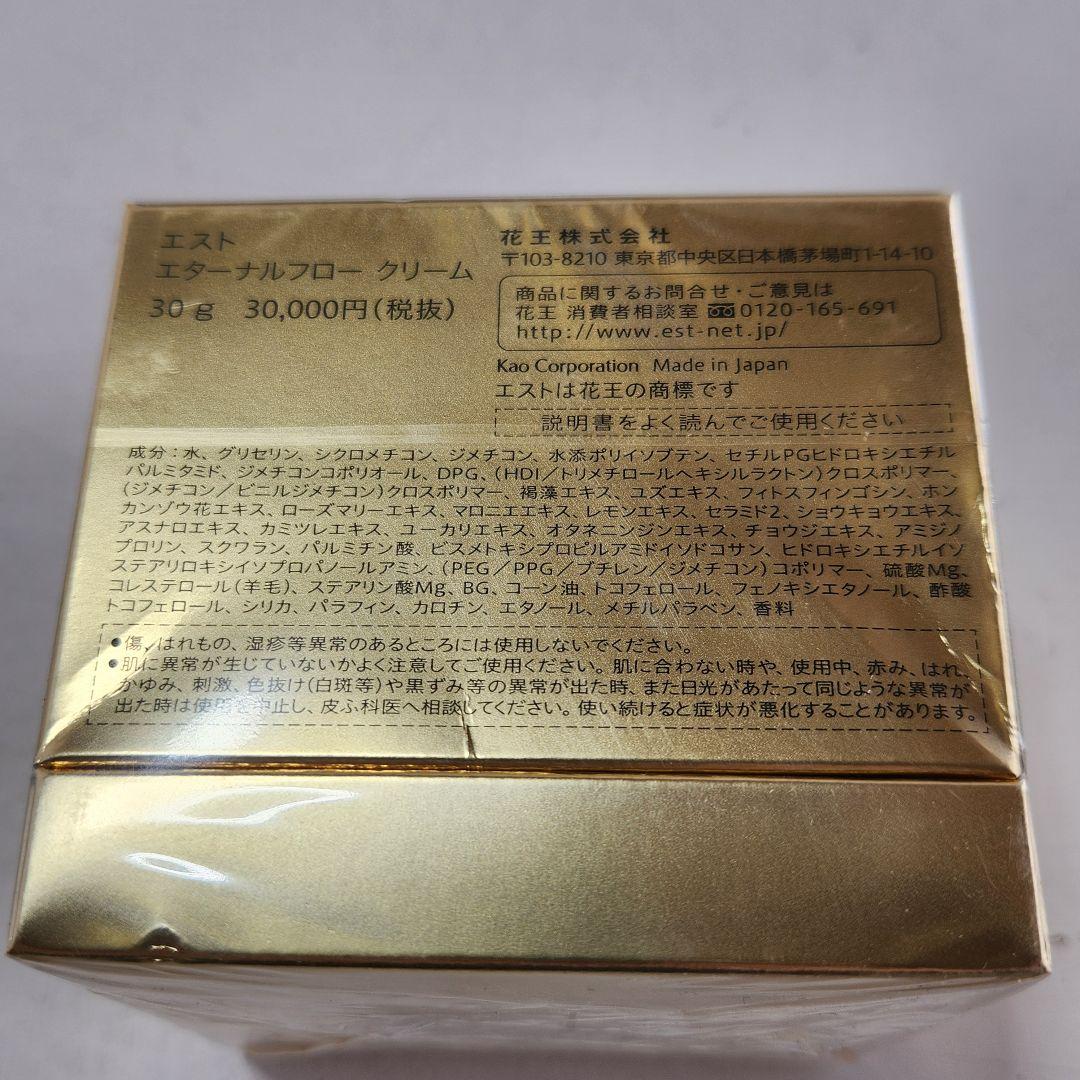 エスト
エターナルフロー クリーム
30g 30,000円(税抜)
花王株式会社
〒103-8210 東京都中央区日本橋茅場町1-14-10
商品に関するお問合せ・ご意見は
花王 消費者相談室 0120-165-691
http://www.est-net.jp/
Kao Corporation Made in Japan
エストは花王の商標です
説明書をよく読んでご使用ください
成分：水、グリセリン、シクロメチコン、ジメチコン、水添ポリイソブテン、セチルPGヒドロキシエチル
パルミタミド、ジメチコンコポリオール、DPG、(HDI／トリメチロールヘキシルラクトン)クロスポリマー、
(ジメチコン／ビニルジメチコン)クロスポリマー、褐藻エキス、ユズエキス、フィトスフィンゴシン、ホン
カンゾウ花エキス、ローズマリーエキス、マロニエエキス、レモンエキス、セラミド2、ショウキョウエキス、
アスナロエキス、カミツレエキス、ユーカリエキス、オタネニンジンエキス、チョウジエキス、アミジノ
プロリン、スクワラン、パルミチン酸、ビスメトキシプロピルアミドイソドコサン、ヒドロキシエチルイソ
ステアリロキシイソプロパノールアミン、(PEG／PPG／ブチレン／ジメチコン)コポリマー、硫酸Mg、
コレステロール(羊毛)、ステアリン酸Mg、BG、コーン油、トコフェロール、フェノキシエタノール、酢酸
トコフェロール、シリカ、パラフィン、カロチン、エタノール、メチルパラベン、香料
●傷、はれもの、湿疹等異常のあるところには使用しないでください。
●肌に異常が生じていないかよく注意してご使用ください。肌に合わない時や、使用中、赤み、はれ、
かゆみ、刺激、色抜け(白斑等)や黒ずみ等の異常が出た時、また日光があたって同じような異常が
出た時は使用を中止し、皮ふ科医へ相談してください。使い続けると症状が悪化することがあります。